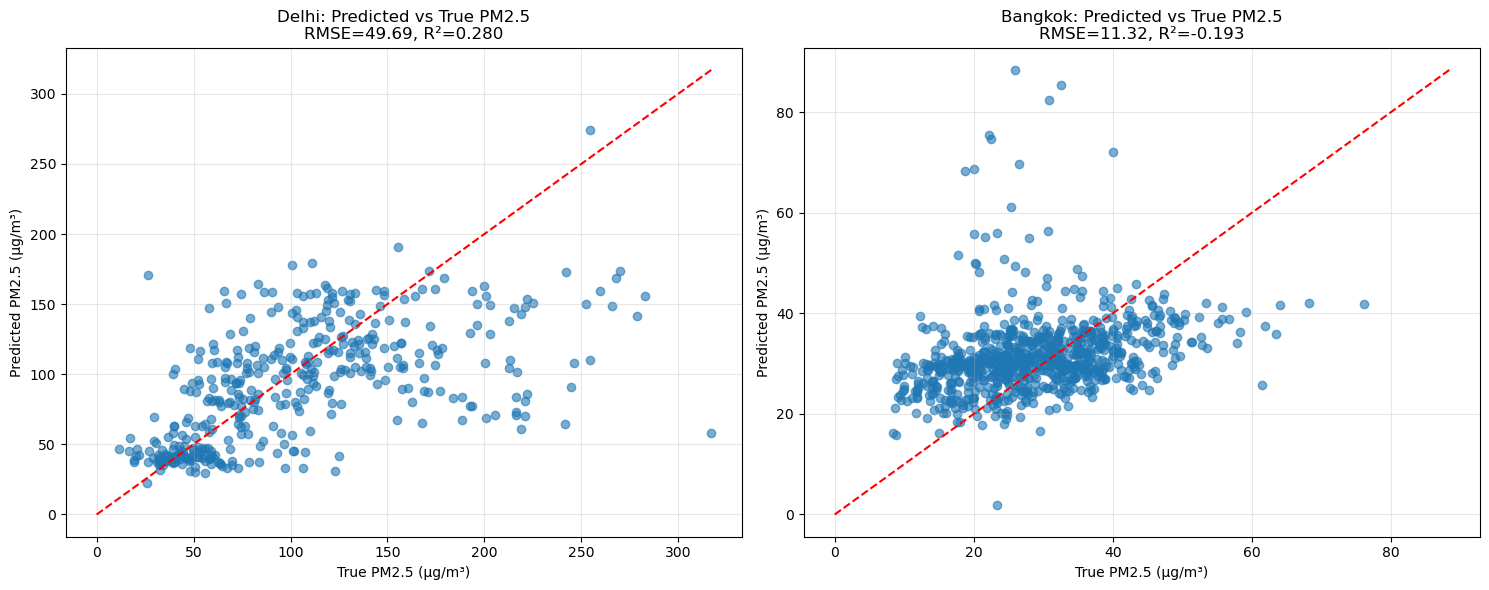 Delhi: Predicted vs True PM2.5
RMSE=49.69, R²=0.280
300
250
200
150
100
50
0
Predicted PM2.5 (µg/m³)
0 50 100 150 200 250 300
True PM2.5 (µg/m³)
Bangkok: Predicted vs True PM2.5
RMSE=11.32, R²=-0.193
80
60
40
20
0
Predicted PM2.5 (µg/m³)
0 20 40 60 80
True PM2.5 (µg/m³)